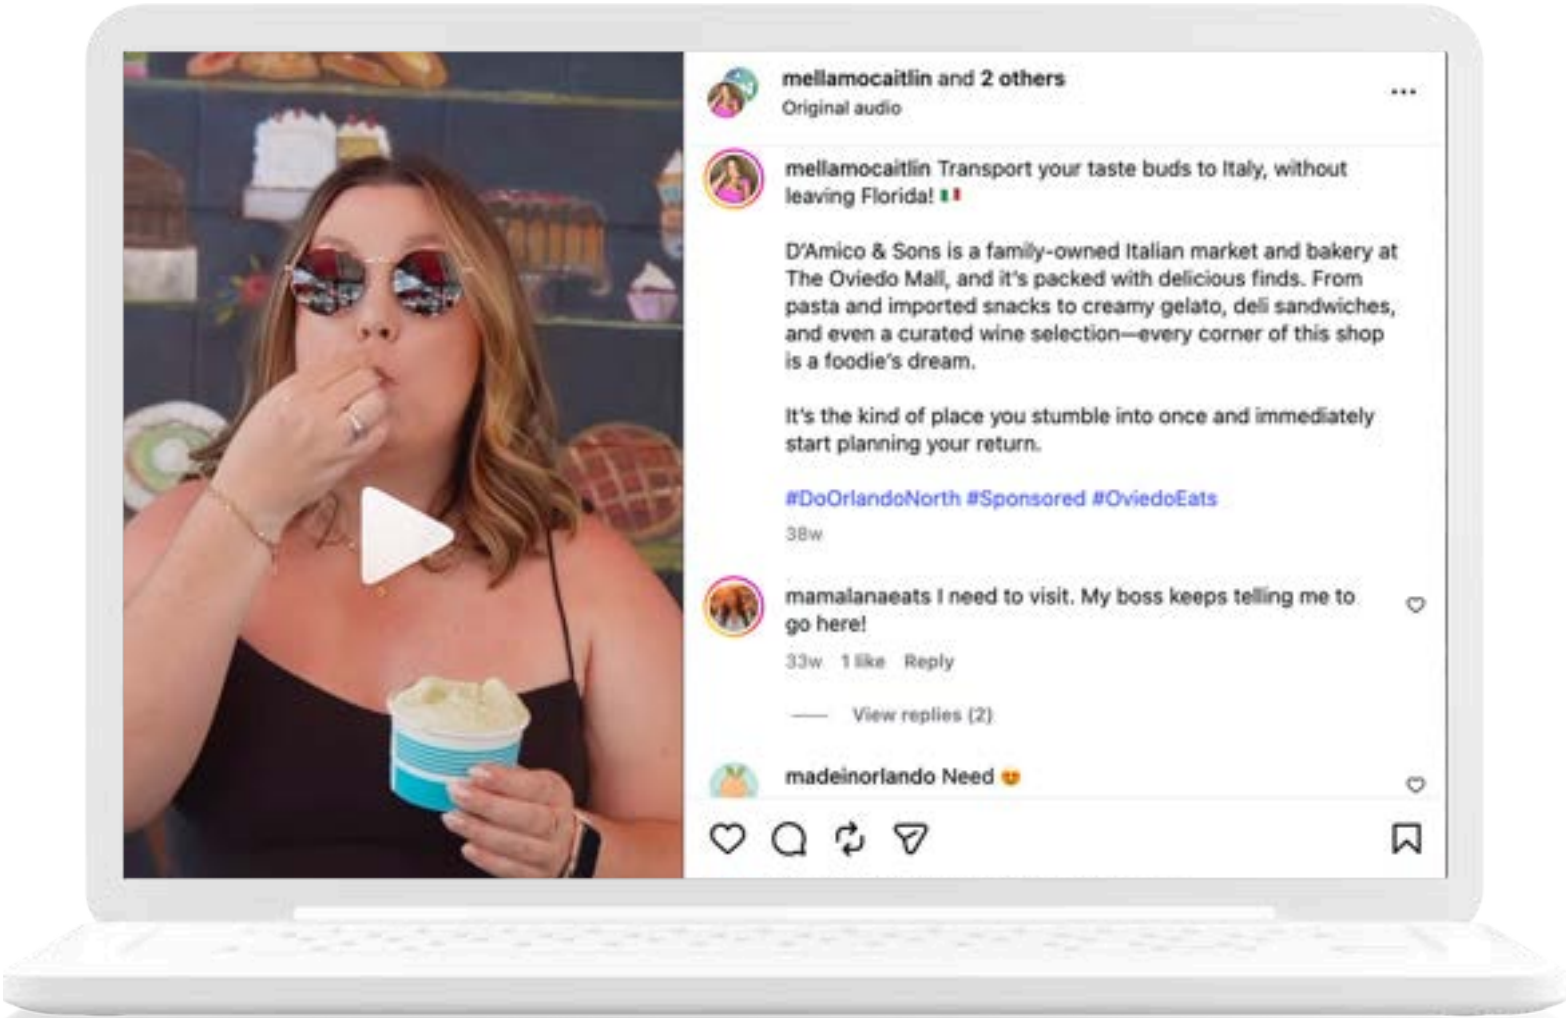 mellamocaitlin and 2 others
Original audio
mellamocaitlin Transport your taste buds to Italy, without
leaving Florida! 🇮🇹
D'Amico & Sons is a family-owned Italian market and bakery at
The Oviedo Mall, and it's packed with delicious finds. From
pasta and imported snacks to creamy gelato, deli sandwiches,
and even a curated wine selection—every corner of this shop
is a foodie's dream.
It's the kind of place you stumble into once and immediately
start planning your return.
#DoOrlandoNorth #Sponsored #OviedoEats
38w
mamalanaeats I need to visit. My boss keeps telling me to
go here!
33w 1 like Reply
View replies (2)
madeinorlando Need 😍